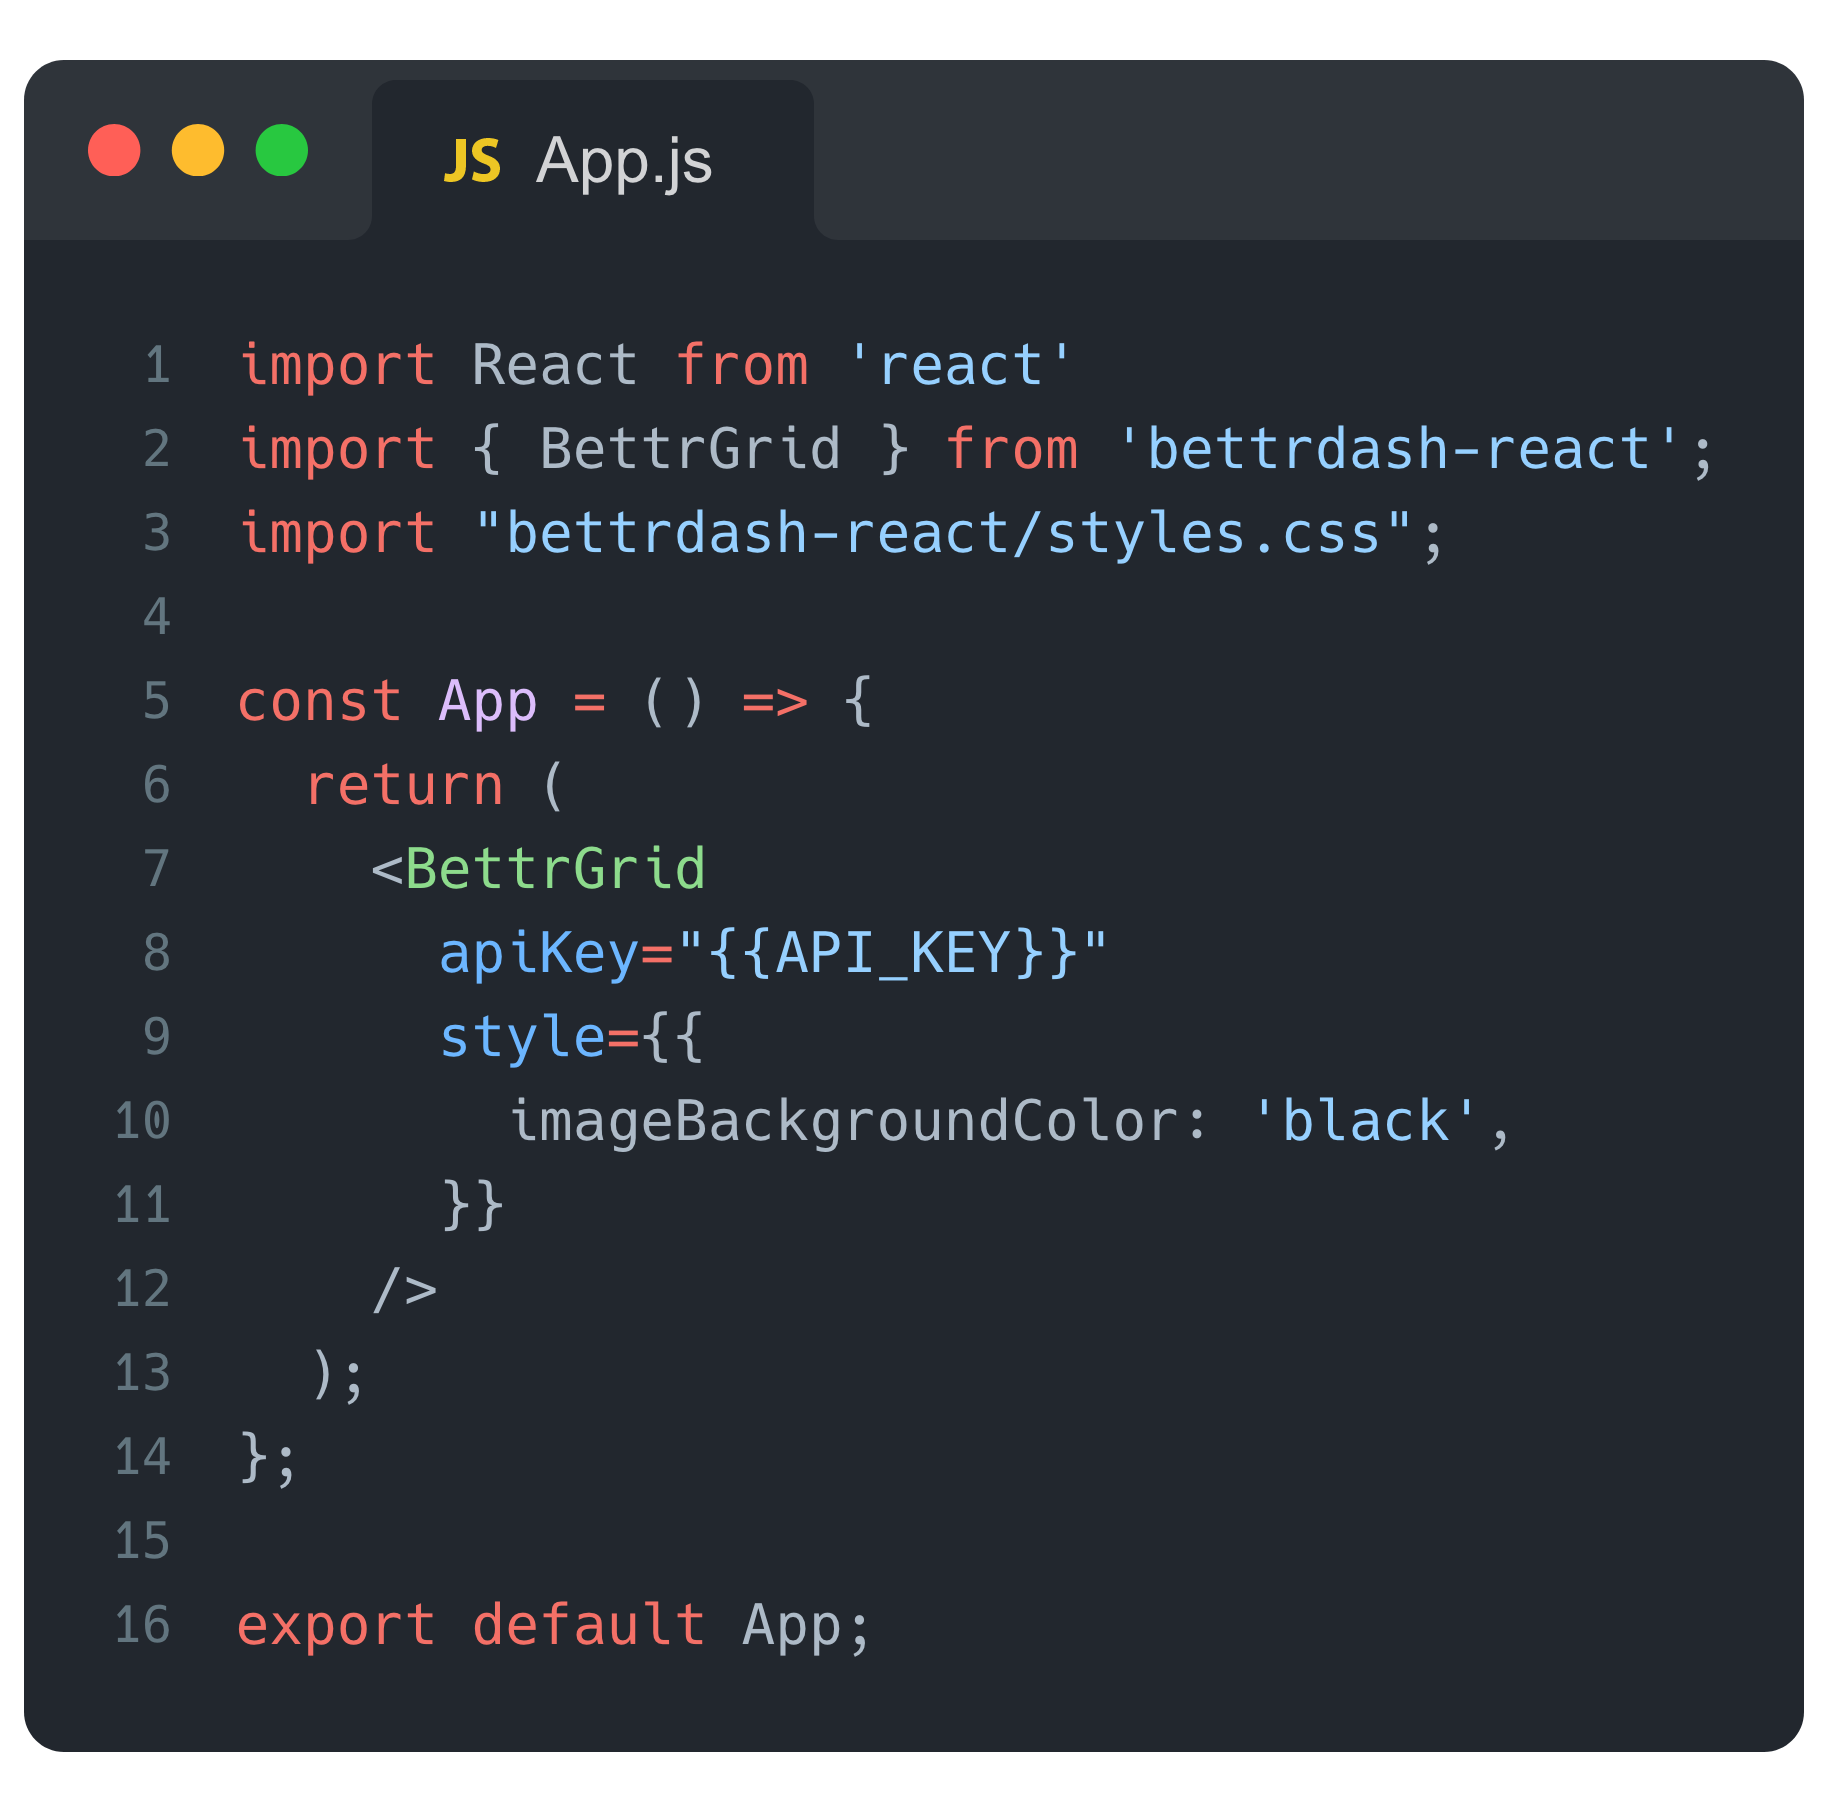 JS App.js
1 import React from 'react'
2 import { BettrGrid } from 'bettrdash-react';
3 import "bettrdash-react/styles.css";
4
5 const App = () => {
6   return (
7     <BettrGrid
8       apiKey="{{API_KEY}}"
9       style={{
10         imageBackgroundColor: 'black',
11       }}
12     />
13   );
14 };
15
16 export default App;